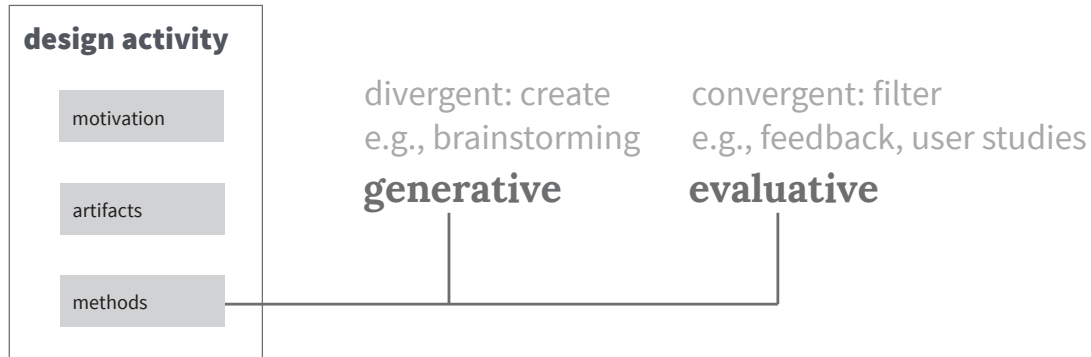 design activity
motivation
artifacts
methods
divergent: create
e.g., brainstorming
generative
convergent: filter
e.g., feedback, user studies
evaluative